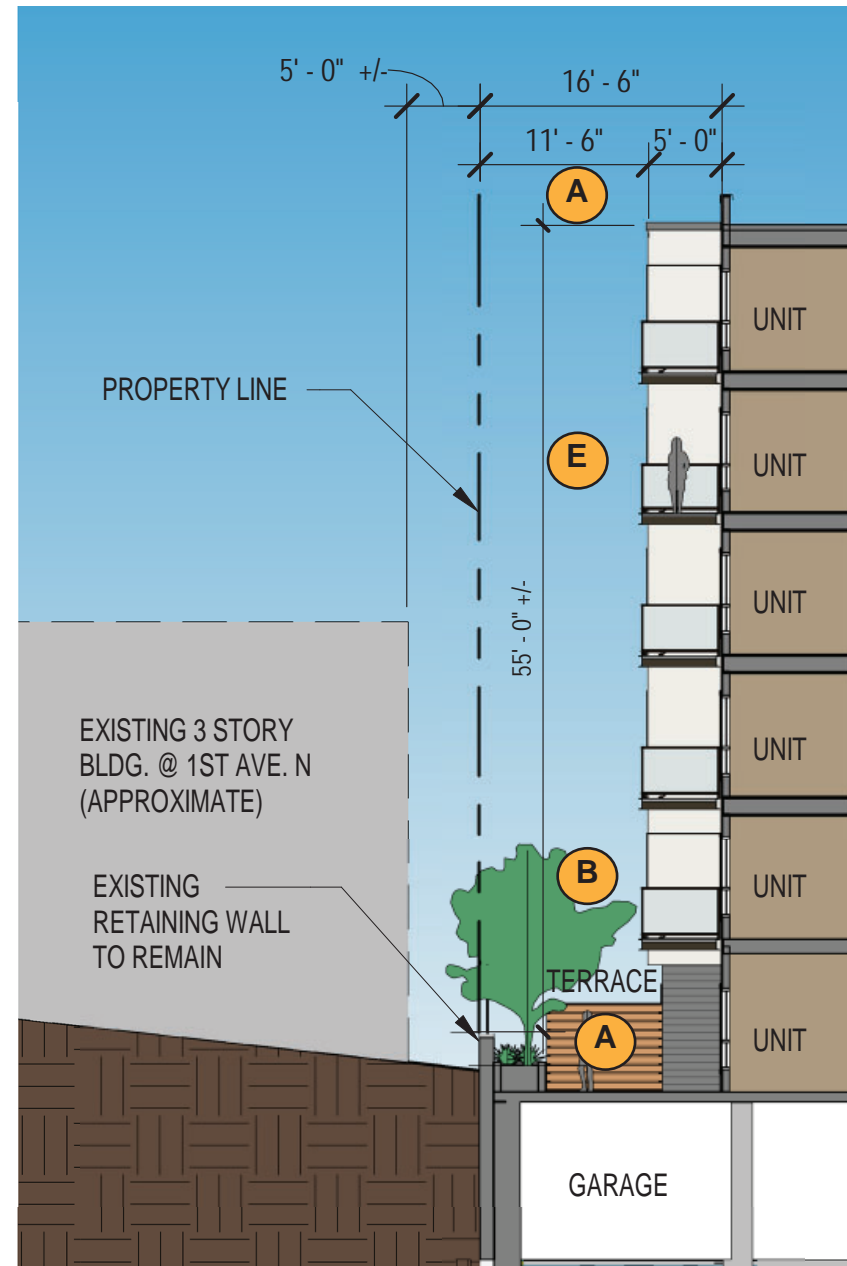 5' - 0" +/-
16' - 6"
11' - 6"
5' - 0"
A
UNIT
PROPERTY LINE
E
UNIT
55' - 0" +/-
UNIT
EXISTING 3 STORY
BLDG. @ 1ST AVE. N
(APPROXIMATE)
UNIT
EXISTING
RETAINING WALL
TO REMAIN
B
UNIT
TERRACE
A
UNIT
GARAGE